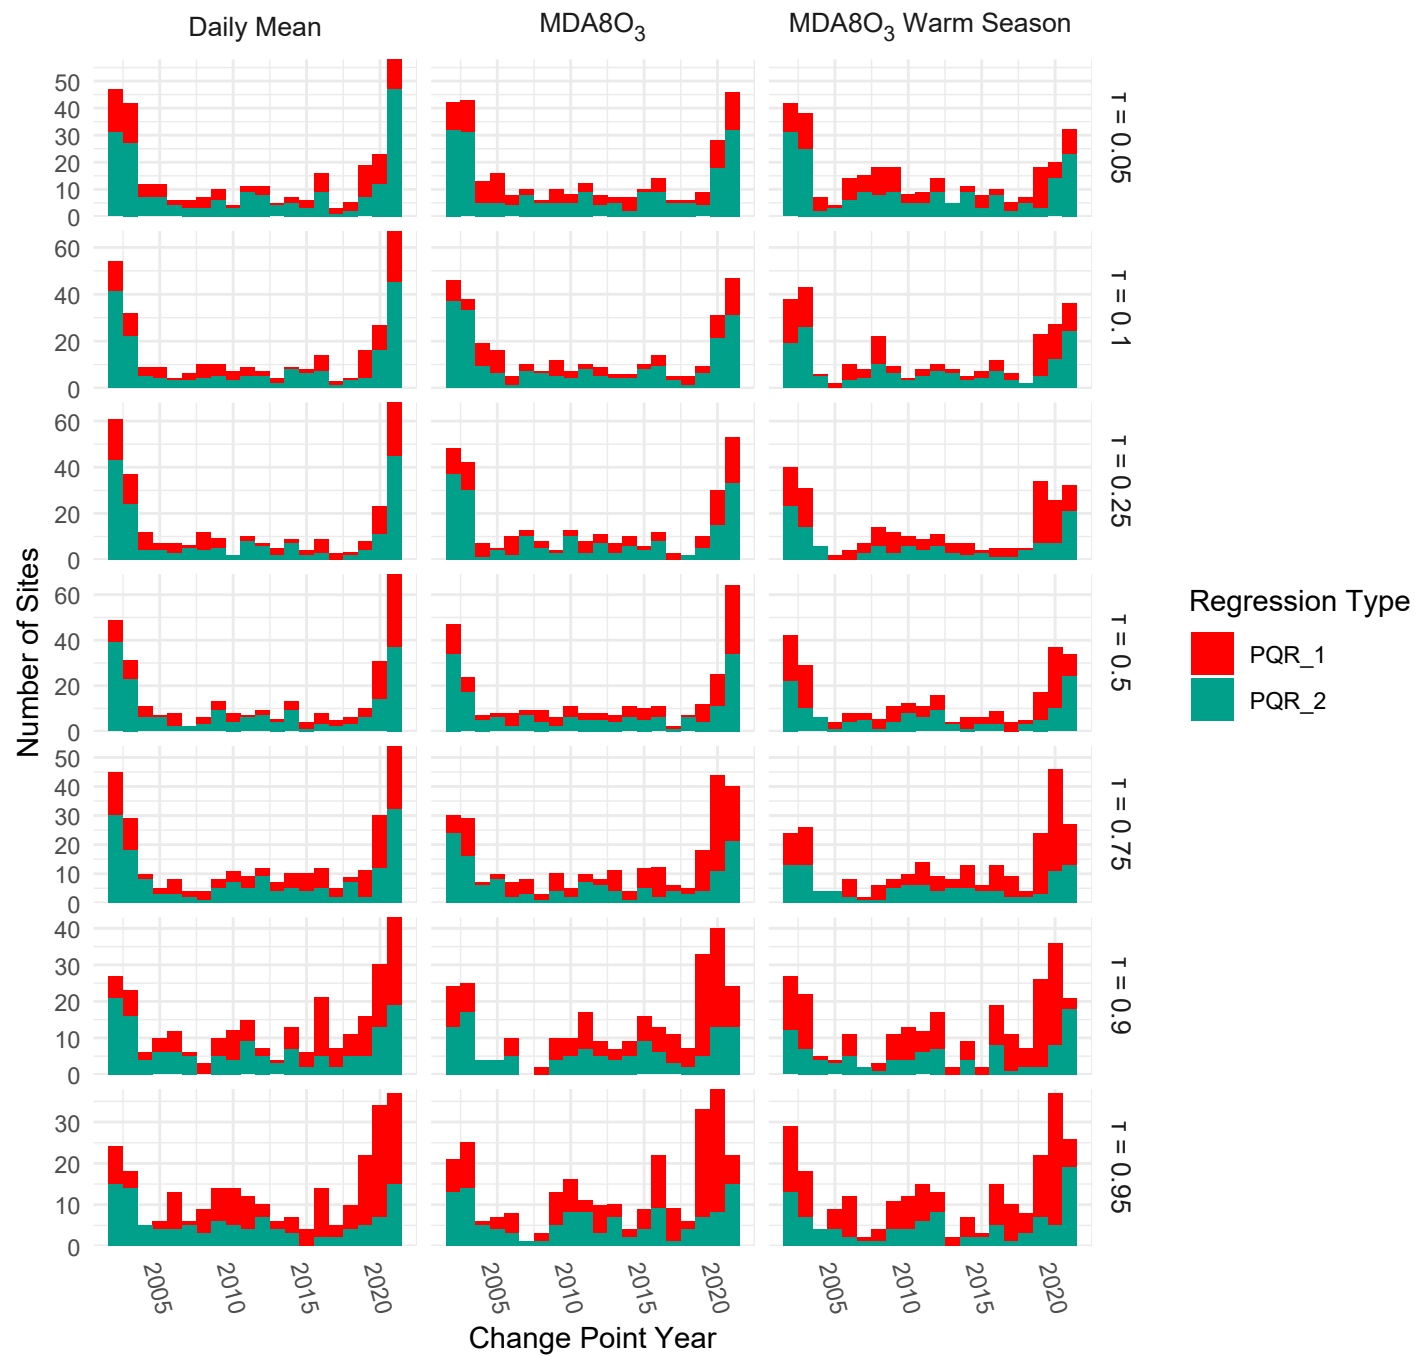 Daily Mean
MDA8O₃
MDA8O₃ Warm Season
50
40
30
20
10
0
τ = 0.05
60
40
20
0
τ = 0.1
60
40
20
0
τ = 0.25
60
40
20
0
τ = 0.5
50
40
30
20
10
0
τ = 0.75
40
30
20
10
0
τ = 0.9
30
20
10
0
τ = 0.95
2005 2010 2015 2020
2005 2010 2015 2020
2005 2010 2015 2020
Number of Sites
Change Point Year
Regression Type
PQR_1
PQR_2